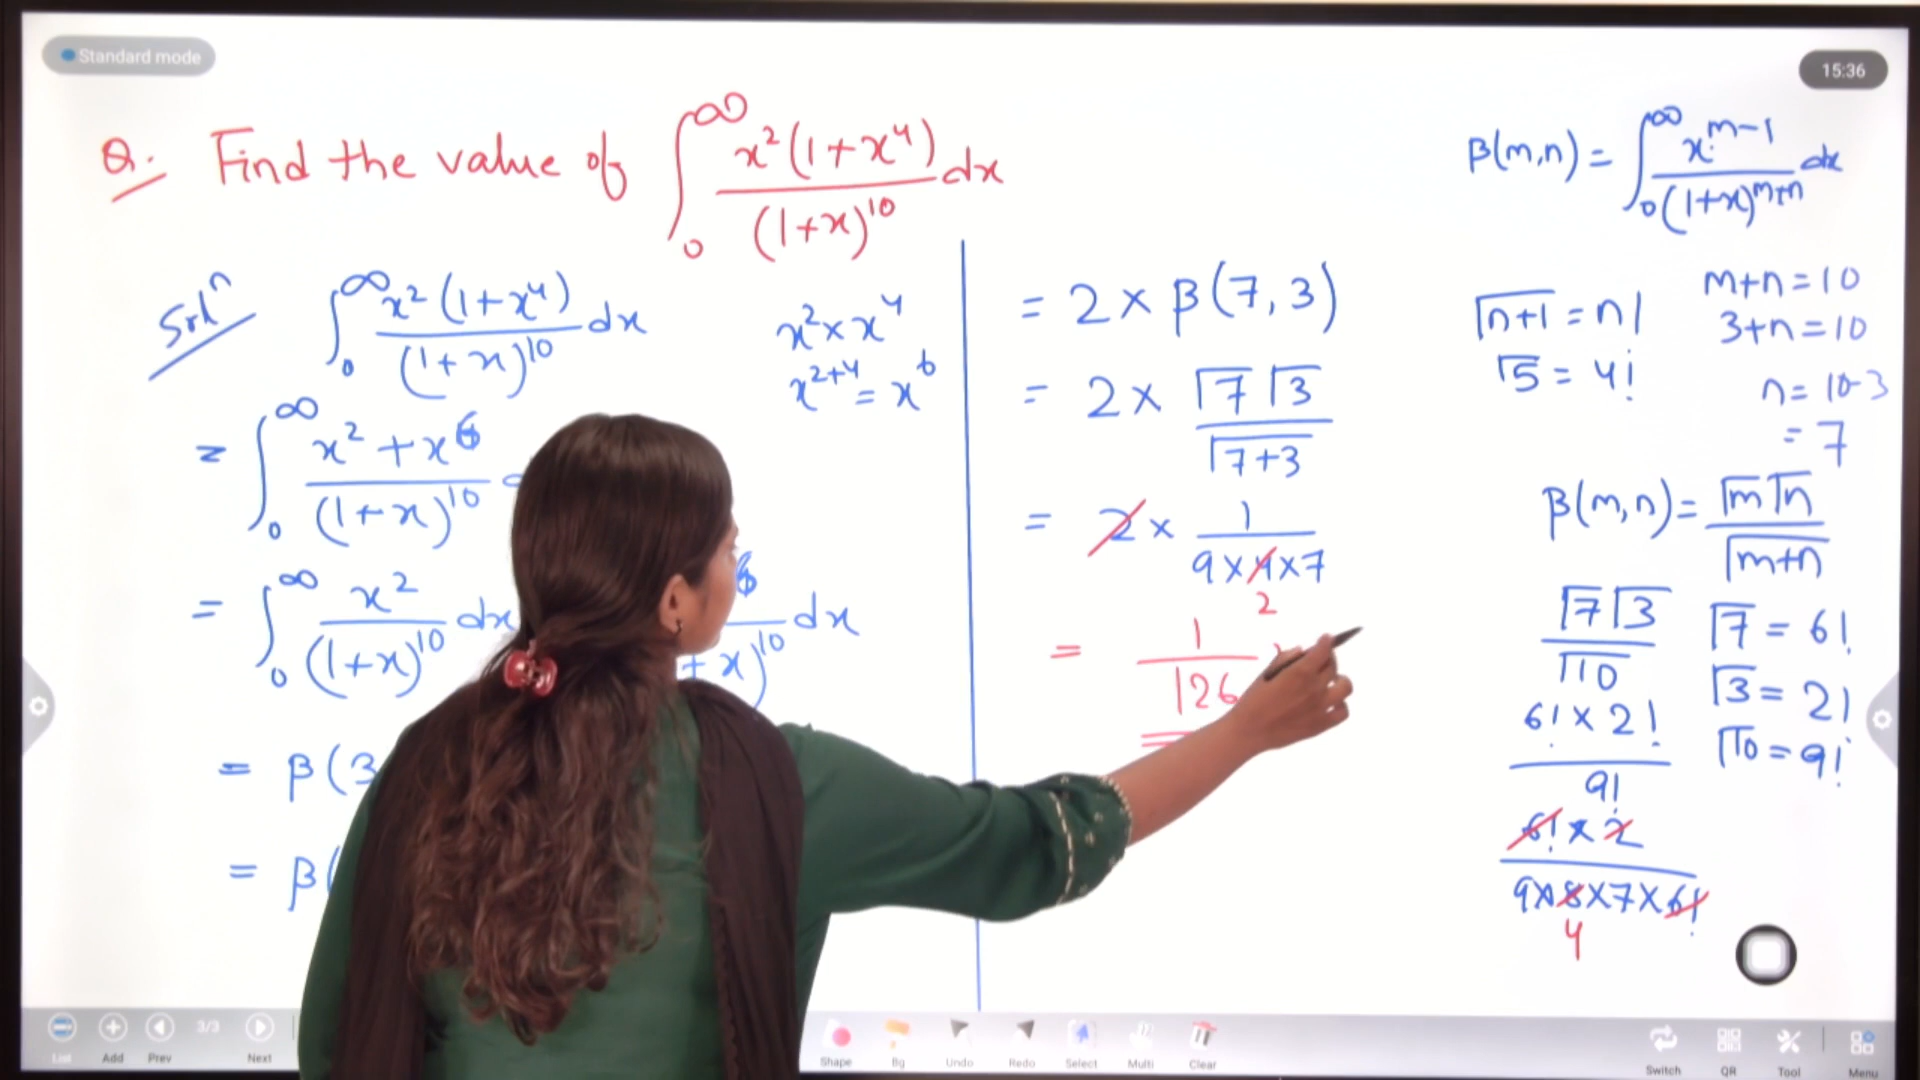 Standard mode
15:36
Q. Find the value of ∫₀^∞ x²(1+x⁴)/(1+x)¹⁰ dx
Solⁿ ∫₀^∞ x²(1+x⁴)/(1+x)¹⁰ dx
x² × x⁴
x²⁺⁴ = x⁶
= ∫₀^∞ x²+x⁶/(1+x)¹⁰
= ∫₀^∞ x²/(1+x)¹⁰ dx 6 + x)¹⁰ dx
= β(3
= β(
= 2 × β(7,3)
= 2 × Γ7 Γ3/Γ7+3
= 2 × 1/9×4×7
2
= 1/126
β(m,n) = ∫₀^∞ x^(m-1)/(1+x)^(m+n) dx
Γn+1 = n!
Γ5 = 4!
m+n=10
3+n=10
n=10-3
=7
β(m,n) = Γm Γn/Γm+n
Γ7 Γ3/Γ10
6! × 2!/9!
6! × 2/9×8×7×6!
4
Γ7 = 6!
Γ3 = 2!
Γ10 = 9!
List Add Prev 3/3 Next Shape Bg Undo Redo Select Multi Clear Switch QR Tool Menu